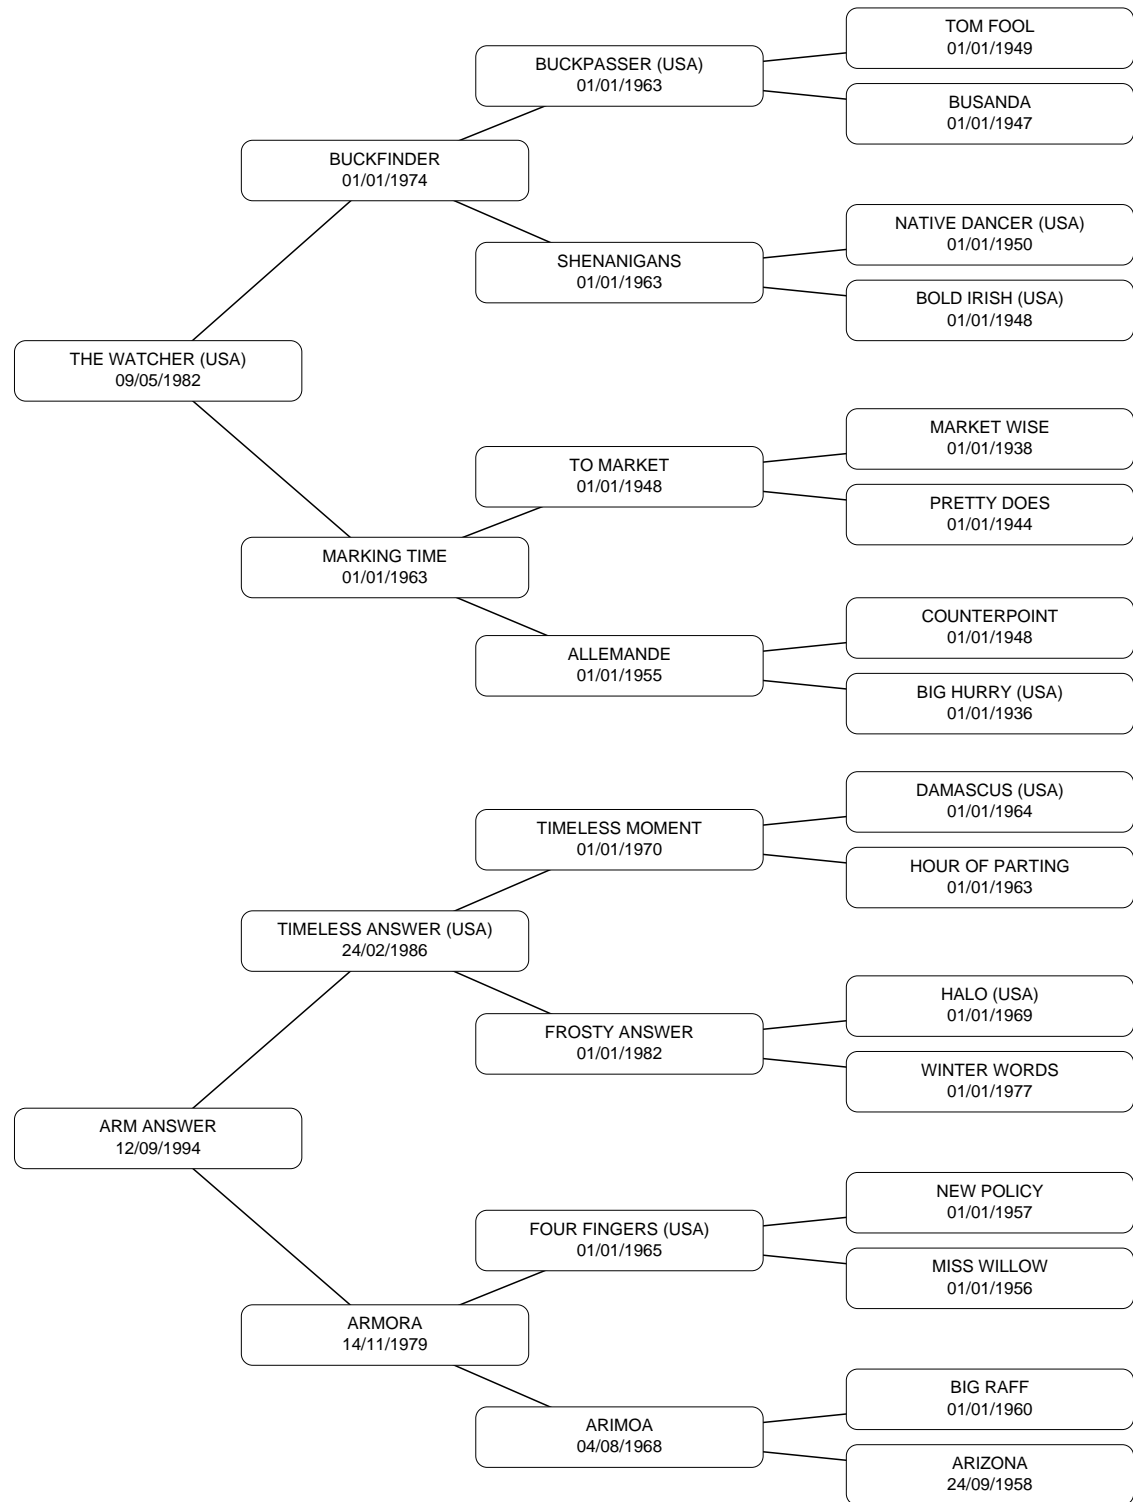 TOM FOOL
01/01/1949
BUCKPASSER (USA)
01/01/1963
BUSANDA
01/01/1947
BUCKFINDER
01/01/1974
NATIVE DANCER (USA)
01/01/1950
SHENANIGANS
01/01/1963
BOLD IRISH (USA)
01/01/1948
THE WATCHER (USA)
09/05/1982
MARKET WISE
01/01/1938
TO MARKET
01/01/1948
PRETTY DOES
01/01/1944
MARKING TIME
01/01/1963
COUNTERPOINT
01/01/1948
ALLEMANDE
01/01/1955
BIG HURRY (USA)
01/01/1936
DAMASCUS (USA)
01/01/1964
TIMELESS MOMENT
01/01/1970
HOUR OF PARTING
01/01/1963
TIMELESS ANSWER (USA)
24/02/1986
HALO (USA)
01/01/1969
FROSTY ANSWER
01/01/1982
WINTER WORDS
01/01/1977
ARM ANSWER
12/09/1994
NEW POLICY
01/01/1957
FOUR FINGERS (USA)
01/01/1965
MISS WILLOW
01/01/1956
ARMORA
14/11/1979
BIG RAFF
01/01/1960
ARIMOA
04/08/1968
ARIZONA
24/09/1958